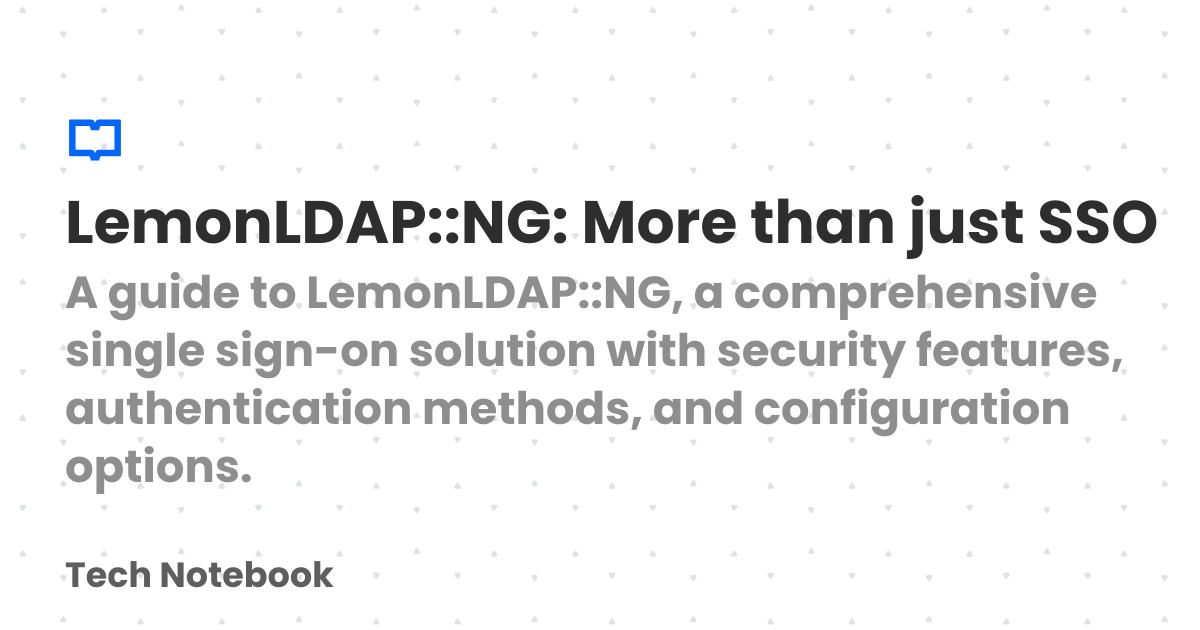 LemonLDAP::NG: More than just SSO
A guide to LemonLDAP::NG, a comprehensive
single sign-on solution with security features,
authentication methods, and configuration
options.
Tech Notebook